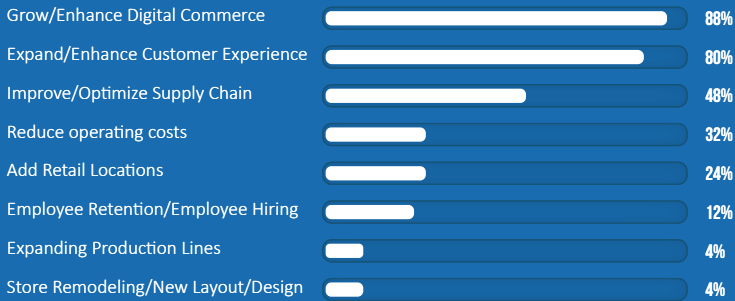 Grow/Enhance Digital Commerce 88%
Expand/Enhance Customer Experience 80%
Improve/Optimize Supply Chain 48%
Reduce operating costs 32%
Add Retail Locations 24%
Employee Retention/Employee Hiring 12%
Expanding Production Lines 4%
Store Remodeling/New Layout/Design 4%